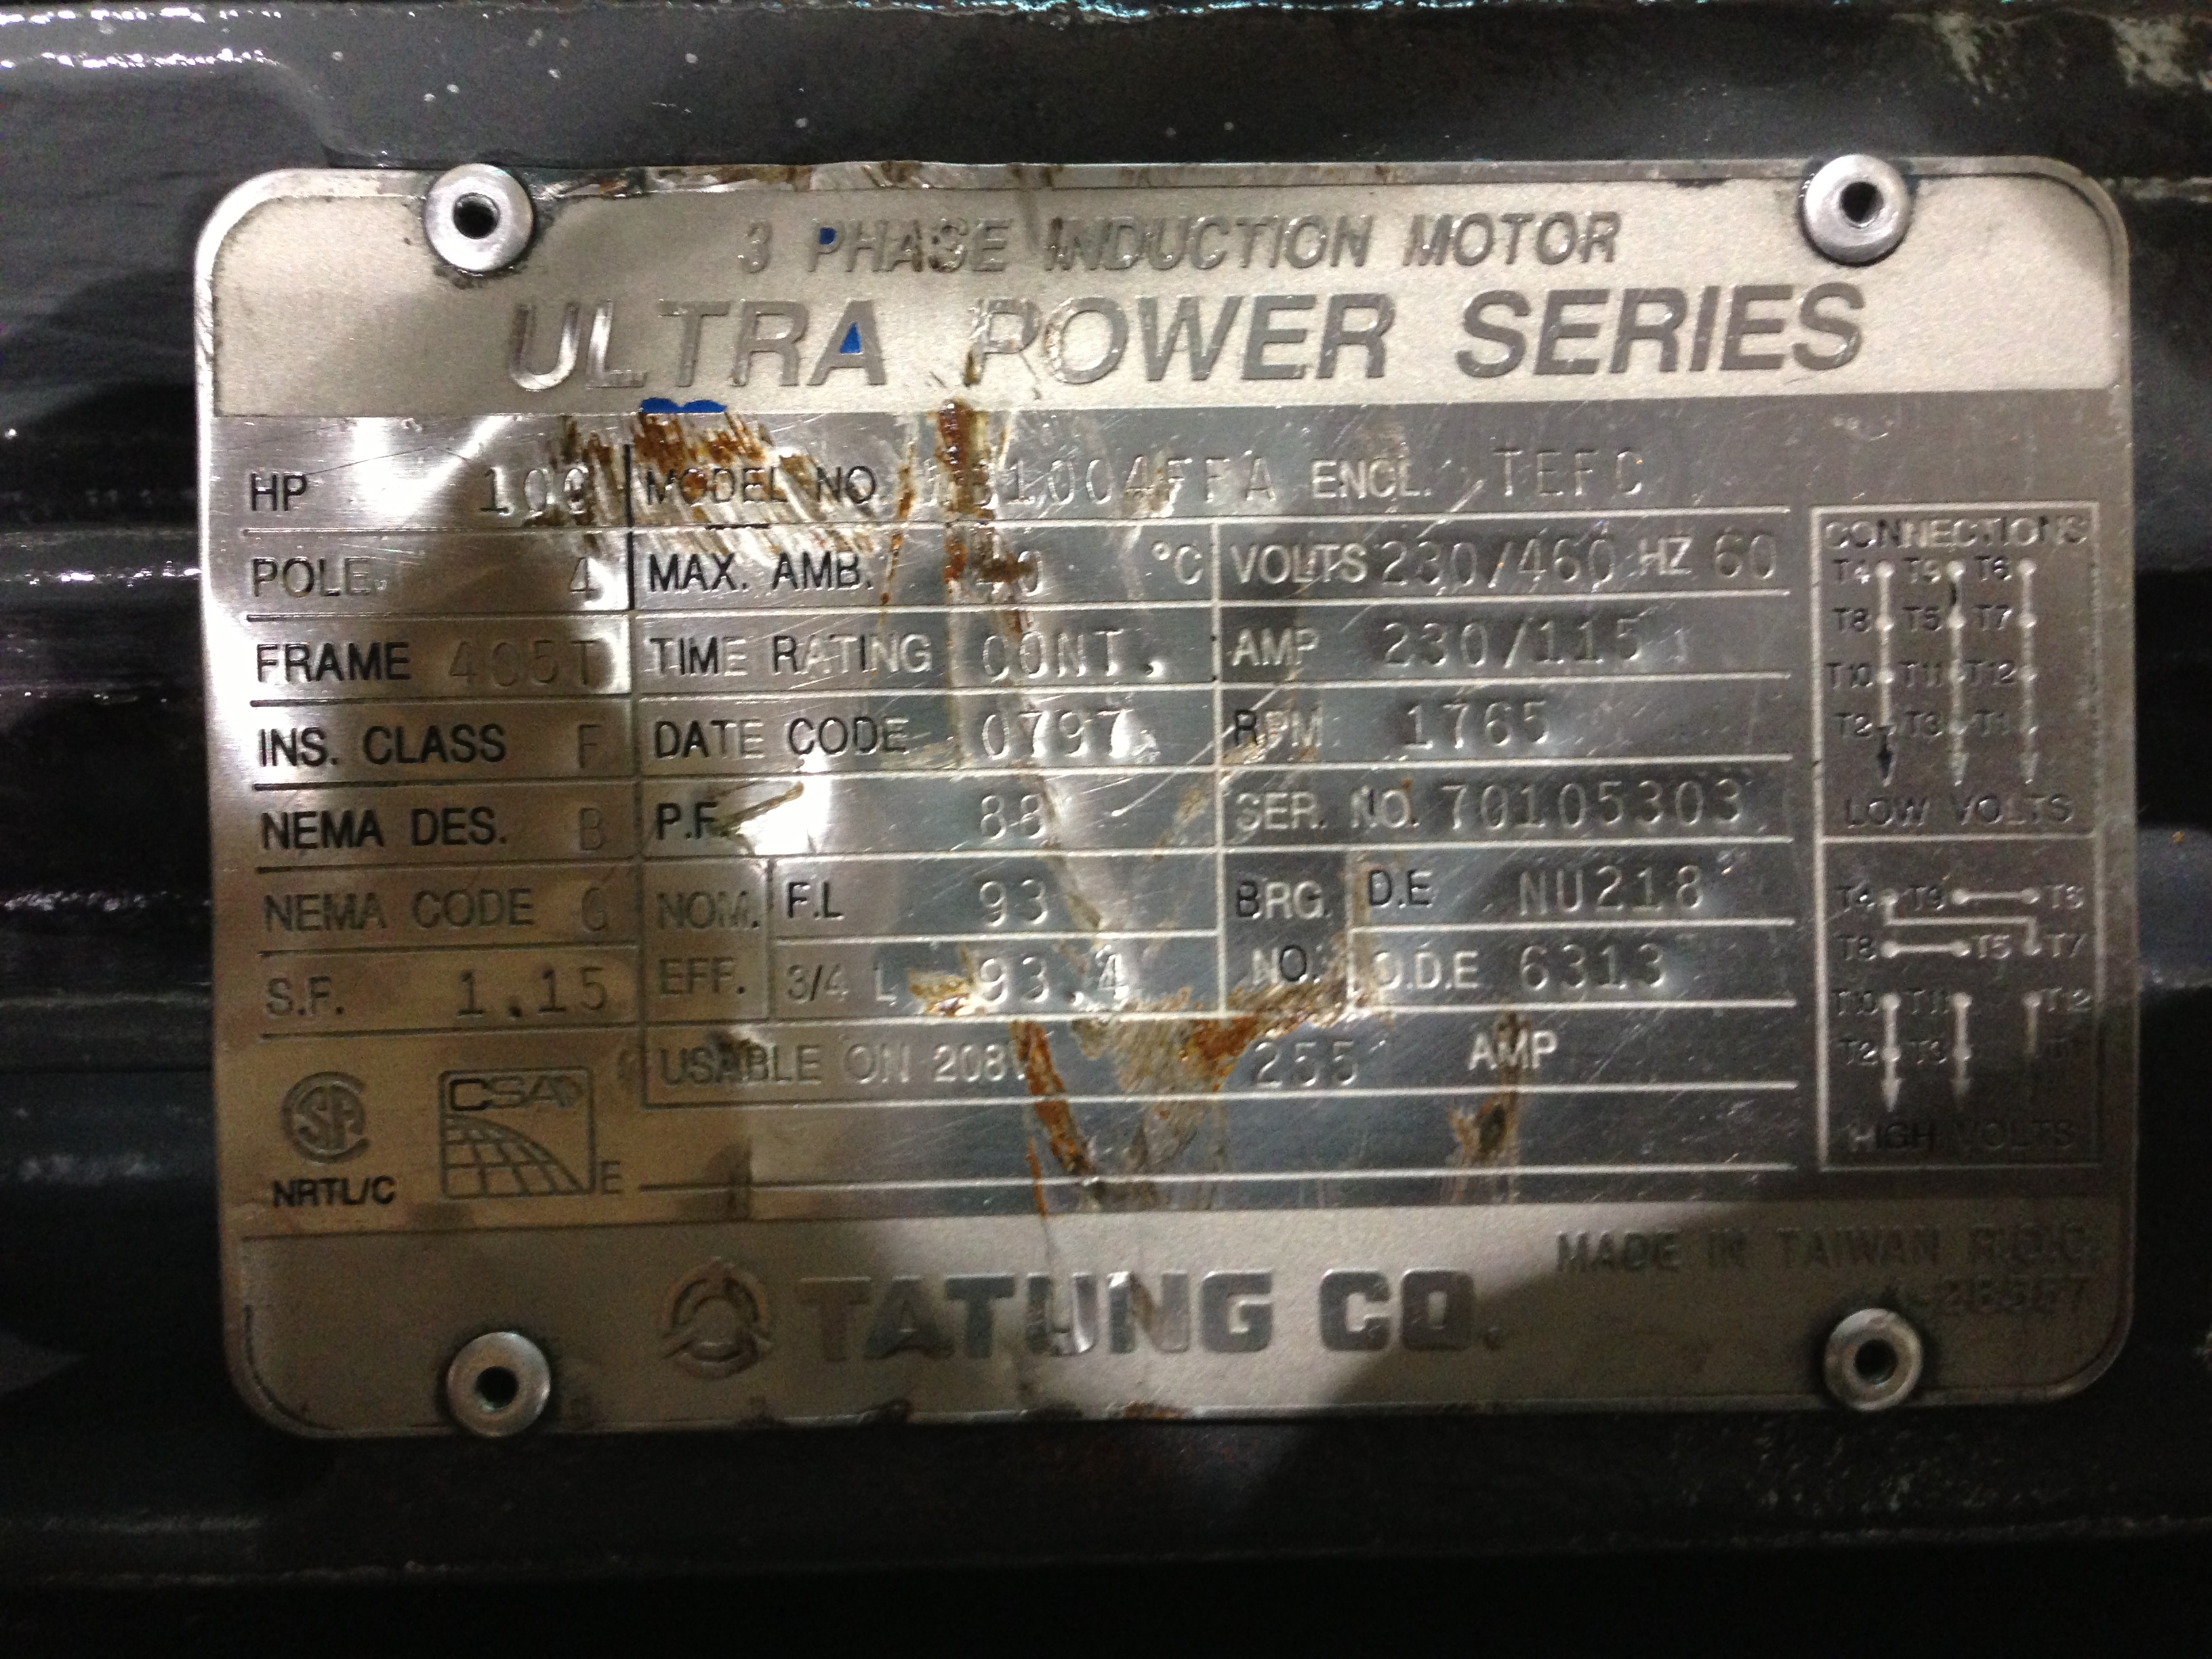 3 PHASE INDUCTION MOTOR
ULTRA POWER SERIES
HP 100 MODEL NO ENCL. TEFC
POLE 4 MAX. AMB. 40 °C VOLTS 230/460 HZ 60
FRAME 405T TIME RATING CONT. AMP 230/115
INS. CLASS F DATE CODE 0797 RPM 1765
NEMA DES. B P.F. 88 SER. NO. 70105303
NEMA CODE G NOM. F.L 93 BRG. D.E NU218
S.F. 1.15 EFF. 3/4 L 93.4 NO. O.D.E 6313
USABLE ON 208V 255 AMP
CONNECTIONS
T4 T9 T6
T8 T5 T7
T10 T11 T12
T2 T3 T1
LOW VOLTS
T4 T9 T6
T8 T5 T7
T10 T11 T12
T2 T3 T1
HIGH VOLTS
SA CSA
NRTL/C E
MADE IN TAIWAN R.O.C.
TATUNG CO.